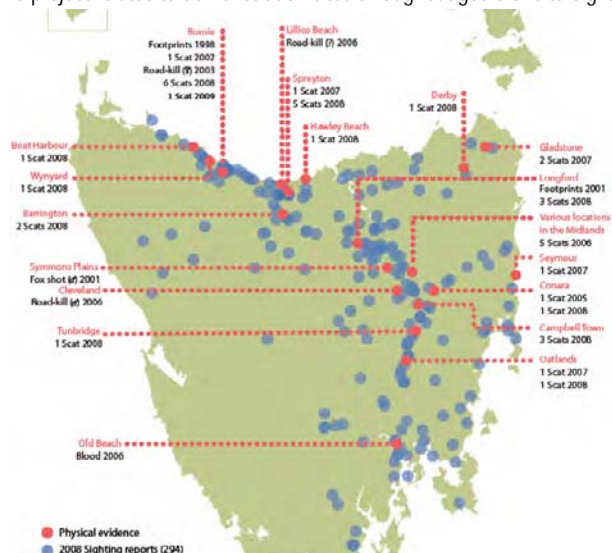 Burnie
Footprints 1998
1 Scat 2002
Road-kill (♀) 2003
6 Scats 2008
1 Scat 2009
Lillico Beach
Road-kill (?) 2006
Spreyton
1 Scat 2007
5 Scats 2008
Hawley Beach
1 Scat 2008
Derby
1 Scat 2008
Boat Harbour
1 Scat 2008
Wynyard
1 Scat 2008
Barrington
2 Scats 2008
Symmons Plains
Fox shot (♂) 2001
Cleveland
Road-kill (♂) 2006
Tunbridge
1 Scat 2008
Old Beach
Blood 2006
Gladstone
2 Scats 2007
Longford
Footprints 2001
3 Scats 2008
Various locations
in the Midlands
5 Scats 2006
Seymour
1 Scat 2007
Conara
1 Scat 2005
1 Scat 2008
Campbell Town
3 Scats 2008
Oatlands
1 Scat 2007
1 Scat 2008
Physical evidence
2008 Sighting reports (294)